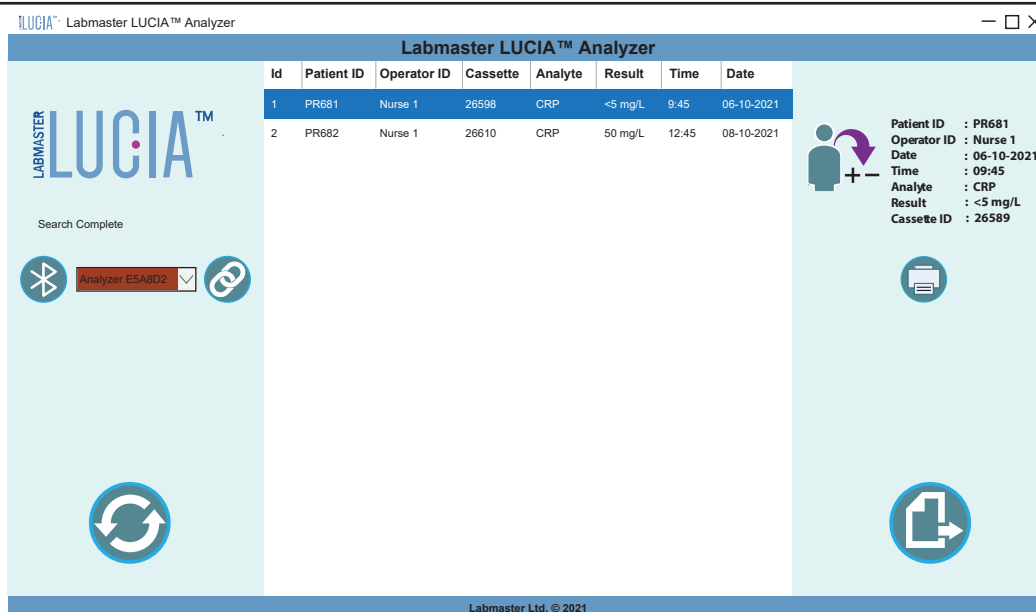 LUCIA™ Labmaster LUCIA™ Analyzer
Labmaster LUCIA™ Analyzer
LABMASTER LUCIA™
Search Complete
Analyzer E5A8D2
Id Patient ID Operator ID Cassette Analyte Result Time Date
1 PR681 Nurse 1 26598 CRP <5 mg/L 9:45 06-10-2021
2 PR682 Nurse 1 26610 CRP 50 mg/L 12:45 08-10-2021
Patient ID : PR681
Operator ID : Nurse 1
Date : 06-10-2021
Time : 09:45
Analyte : CRP
Result : <5 mg/L
Cassette ID : 26589
Labmaster Ltd. © 2021